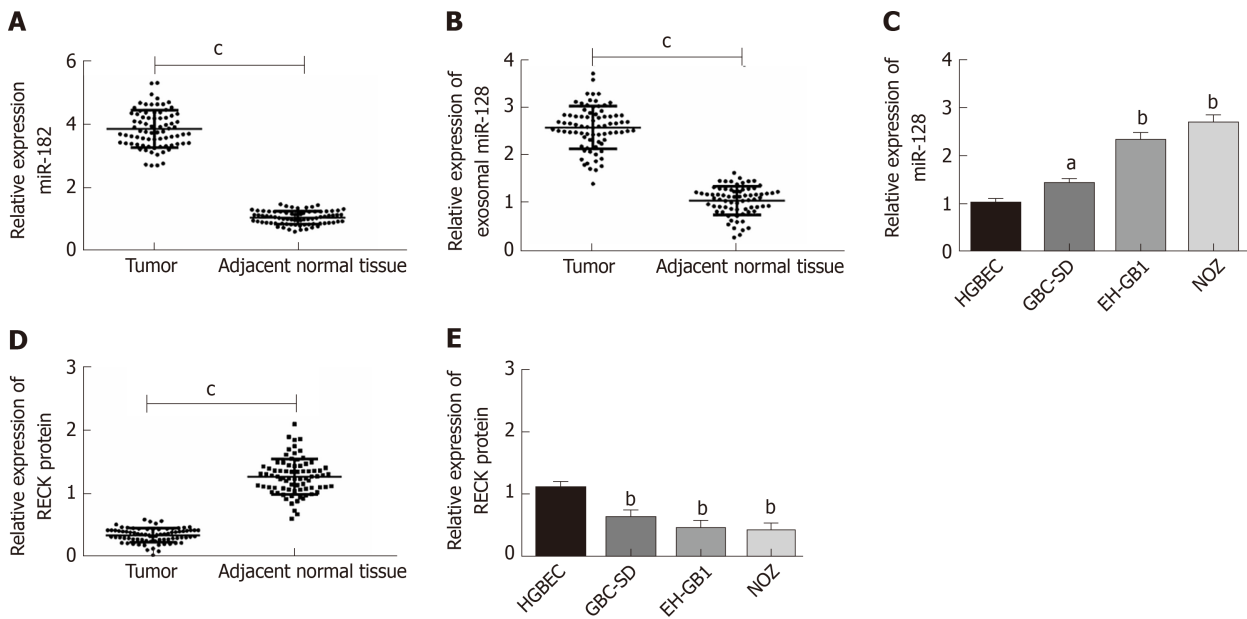 A
Relative expression
miR-182
6
4
2
0
c
Tumor
Adjacent normal tissue
B
Relative expression of
exosomal miR-128
4
3
2
1
0
c
Tumor
Adjacent normal tissue
C
Relative expression of
miR-128
4
3
2
1
0
a
b
b
HGBEC
GBC-SD
EH-GB1
NOZ
D
Relative expression of
RECK protein
3
2
1
0
c
Tumor
Adjacent normal tissue
E
Relative expression of
RECK protein
3
2
1
0
b
b
b
HGBEC
GBC-SD
EH-GB1
NOZ